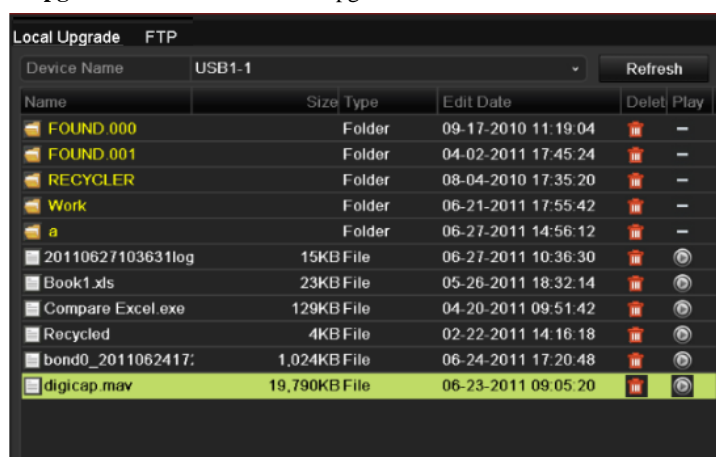 Local Upgrade FTP
Device Name USB1-1 Refresh
Name Size Type Edit Date Delet Play
FOUND.000 Folder 09-17-2010 11:19:04 –
FOUND.001 Folder 04-02-2011 17:45:24 –
RECYCLER Folder 08-04-2010 17:35:20 –
Work Folder 06-21-2011 17:55:42 –
a Folder 06-27-2011 14:56:12 –
20110627103631log 15KB File 06-27-2011 10:36:30
Book1.xls 23KB File 05-26-2011 18:32:14
Compare Excel.exe 129KB File 04-20-2011 09:51:42
Recycled 4KB File 02-22-2011 14:16:18
bond0_2011062417: 1,024KB File 06-24-2011 17:20:48
digicap.mav 19,790KB File 06-23-2011 09:05:20